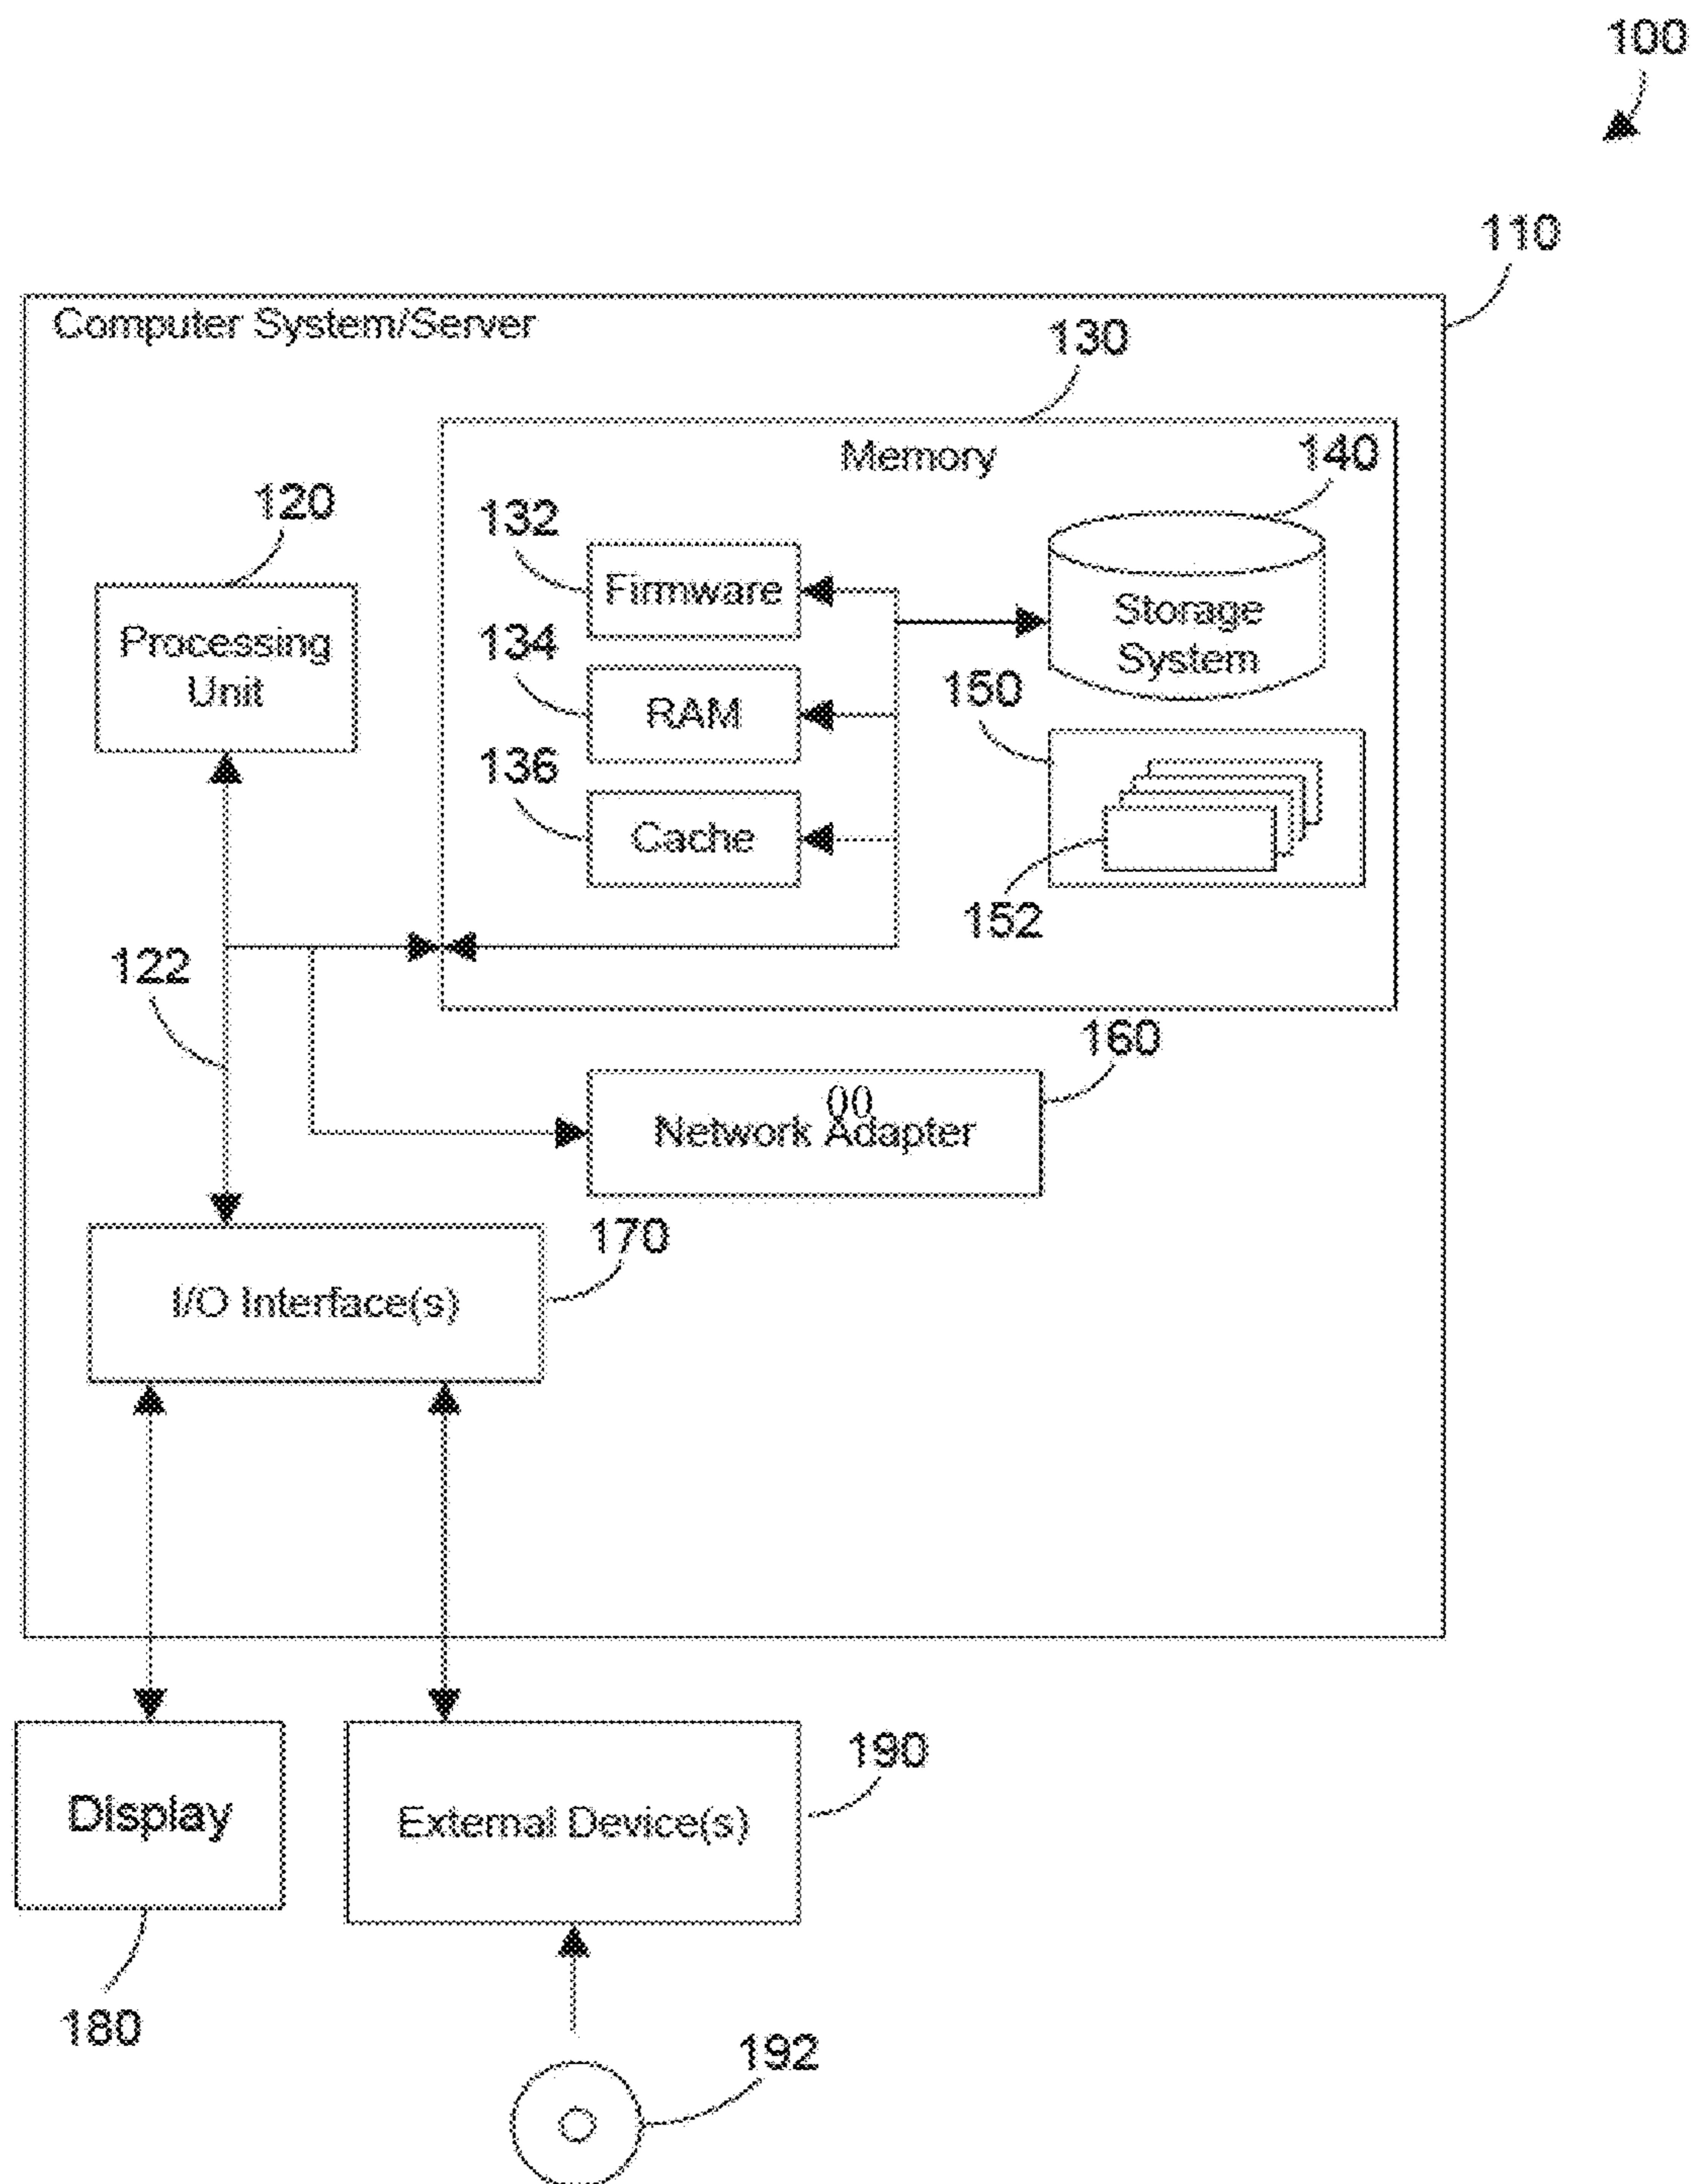 100
110
Computer System/Server
130
Memory
140
120
132
Firmware
Processing
Unit
134
RAM
Storage
System
150
136
Cache
152
122
160
00
Network Adapter
170
I/O Interface(s)
190
Display
External Device(s)
180
192